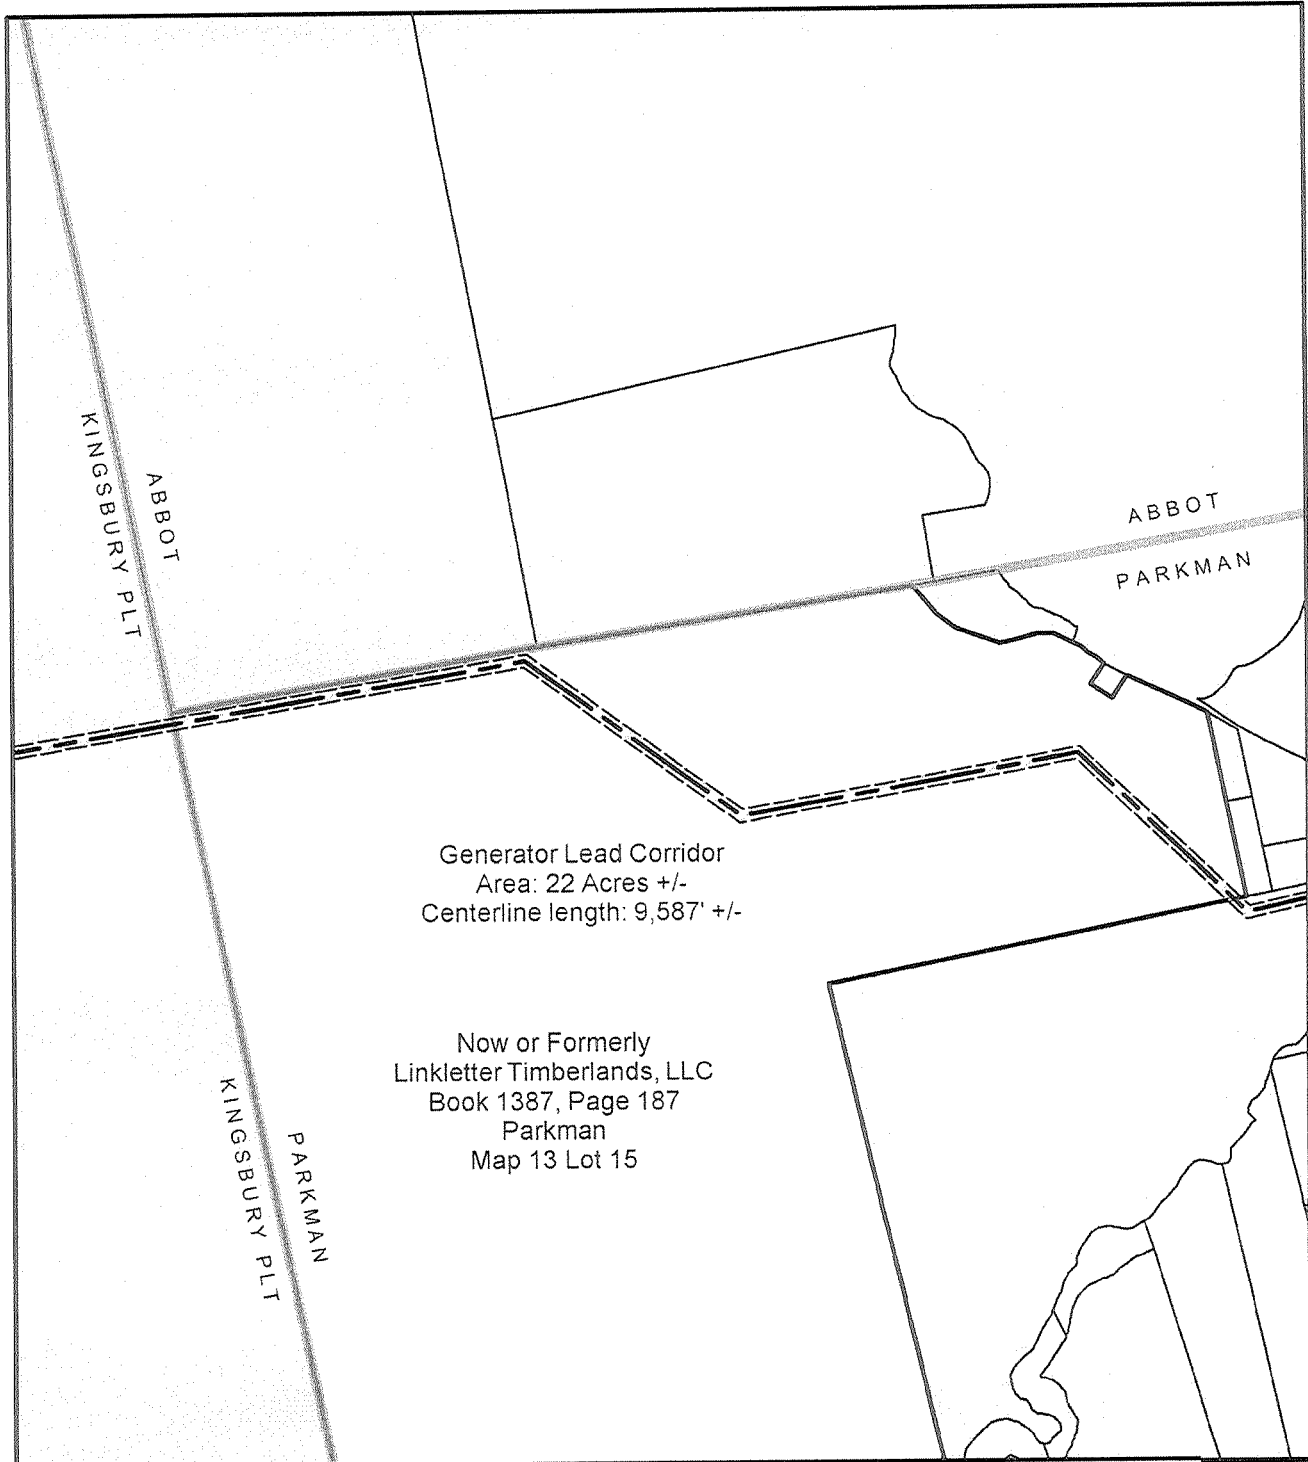 KINGSBURY PLT
ABBOT
ABBOT
PARKMAN
Generator Lead Corridor
Area: 22 Acres +/-
Centerline length: 9,587' +/-
Now or Formerly
Linkletter Timberlands, LLC
Book 1387, Page 187
Parkman
Map 13 Lot 15
KINGSBURY PLT
PARKMAN